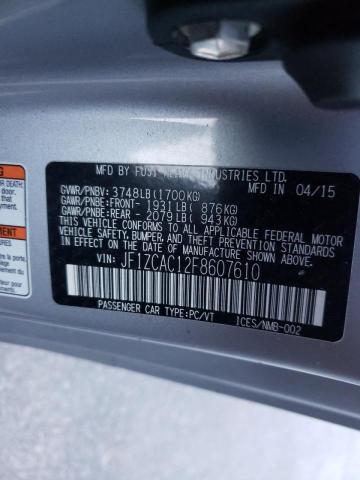 MFD BY FUJI HEAVY INDUSTRIES LTD.
GVWR/PNBV: 3748LB(1700KG) MFD IN 04/15
GAWR/PNBE:FRONT- 1931LB( 876KG)
GAWR/PNBE:REAR - 2079LB( 943KG)
THIS VEHICLE CONFORMS TO ALL APPLICABLE FEDERAL MOTOR
VEHICLE SAFETY, BUMPER, AND THEFT PREVENTION STANDARDS
IN EFFECT ON THE DATE OF MANUFACTURE SHOWN ABOVE.
VIN: JF1ZCAC12F8607610
PASSENGER CAR TYPE:PC/VT ICES/NMB-002